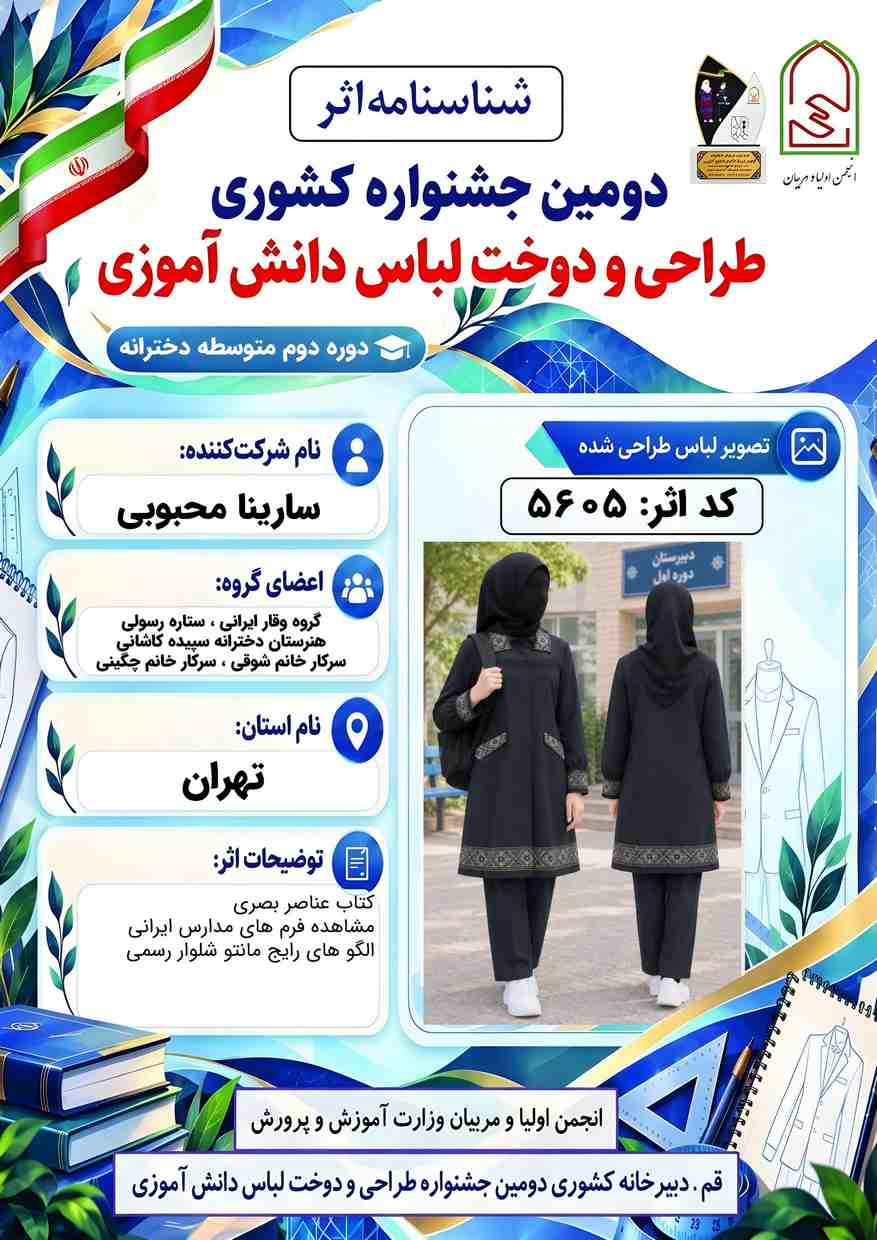 شناسنامه اثر
انجمن اولیا و مربیان
دومین جشنواره کشوری
طراحی و دوخت لباس دانش آموزی
دوره دوم متوسطه دخترانه
نام شرکت‌کننده:
سارینا محبوبی
اعضای گروه:
گروه وقار ایرانی ، ستاره رسولی
هنرستان دخترانه سپیده کاشانی
سرکار خانم شوقی ، سرکار خانم چگینی
نام استان:
تهران
توضیحات اثر:
کتاب عناصر بصری
مشاهده فرم های مدارس ایرانی
الگو های رایج مانتو شلوار رسمی
تصویر لباس طراحی شده
کد اثر: ۵۶۰۵
دبیرستان
دوره اول
انجمن اولیا و مربیان وزارت آموزش و پرورش
قم . دبیرخانه کشوری دومین جشنواره طراحی و دوخت لباس دانش آموزی